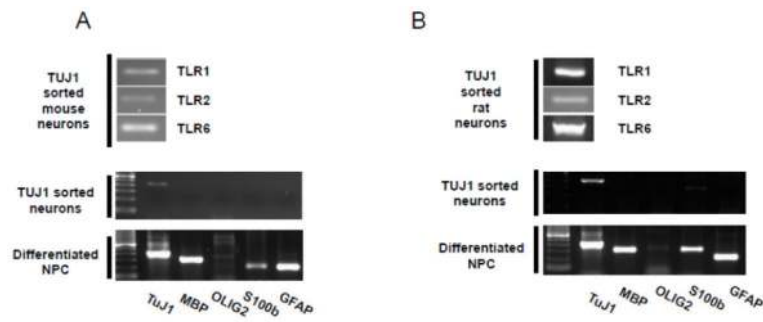 A
TUJ1
sorted
mouse
neurons
TLR1
TLR2
TLR6
TUJ1 sorted
neurons
Differentiated
NPC
TuJ1
MBP
OLIG2
S100b
GFAP
B
TUJ1
sorted
rat
neurons
TLR1
TLR2
TLR6
TUJ1 sorted
neurons
Differentiated
NPC
TuJ1
MBP
OLIG2
S100b
GFAP